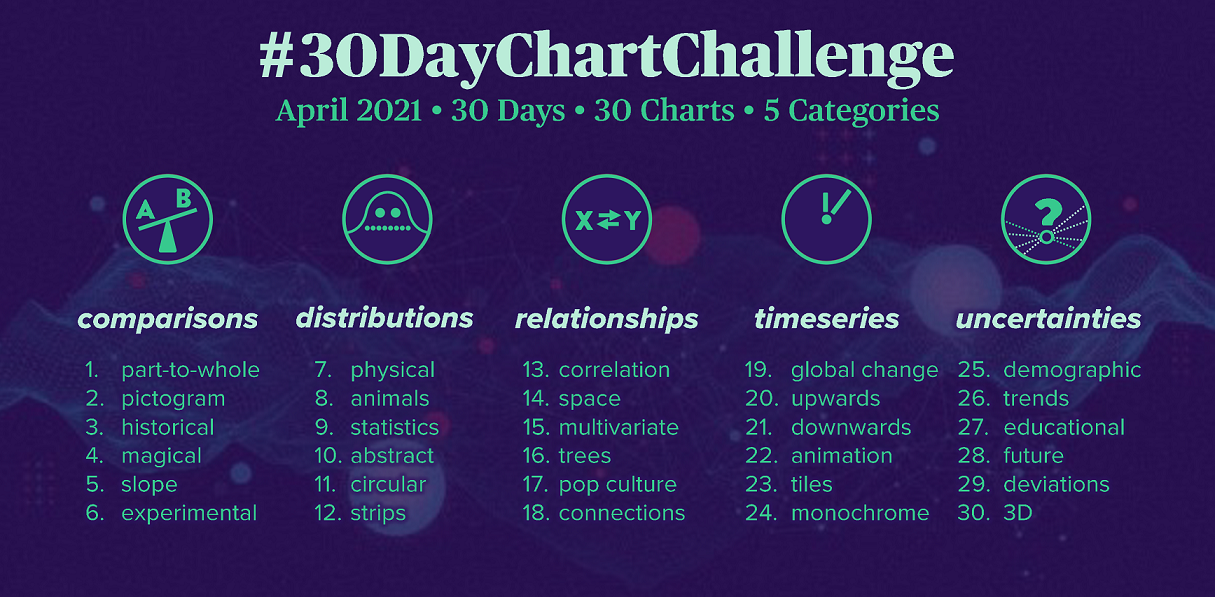 #30DayChartChallenge
April 2021 • 30 Days • 30 Charts • 5 Categories
A B
X ⇄ Y
!
?
comparisons
1. part-to-whole
2. pictogram
3. historical
4. magical
5. slope
6. experimental
distributions
7. physical
8. animals
9. statistics
10. abstract
11. circular
12. strips
relationships
13. correlation
14. space
15. multivariate
16. trees
17. pop culture
18. connections
timeseries
19. global change
20. upwards
21. downwards
22. animation
23. tiles
24. monochrome
uncertainties
25. demographic
26. trends
27. educational
28. future
29. deviations
30. 3D